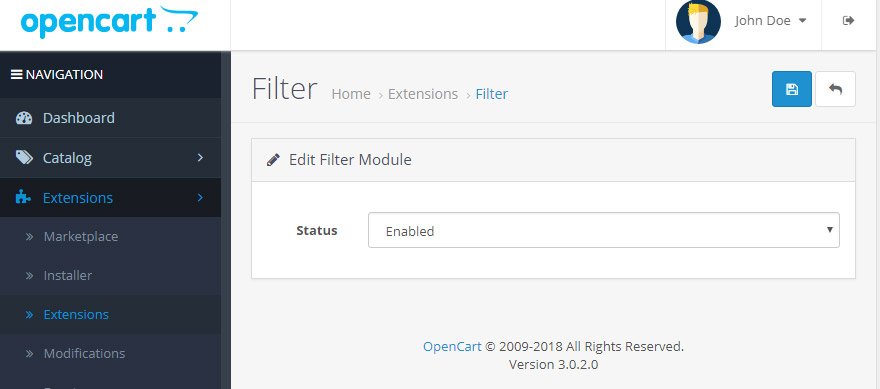 opencart
John Doe
NAVIGATION
Dashboard
Catalog
Extensions
Marketplace
Installer
Extensions
Modifications
Filter
Home › Extensions › Filter
Edit Filter Module
Status
Enabled
OpenCart © 2009-2018 All Rights Reserved.
Version 3.0.2.0